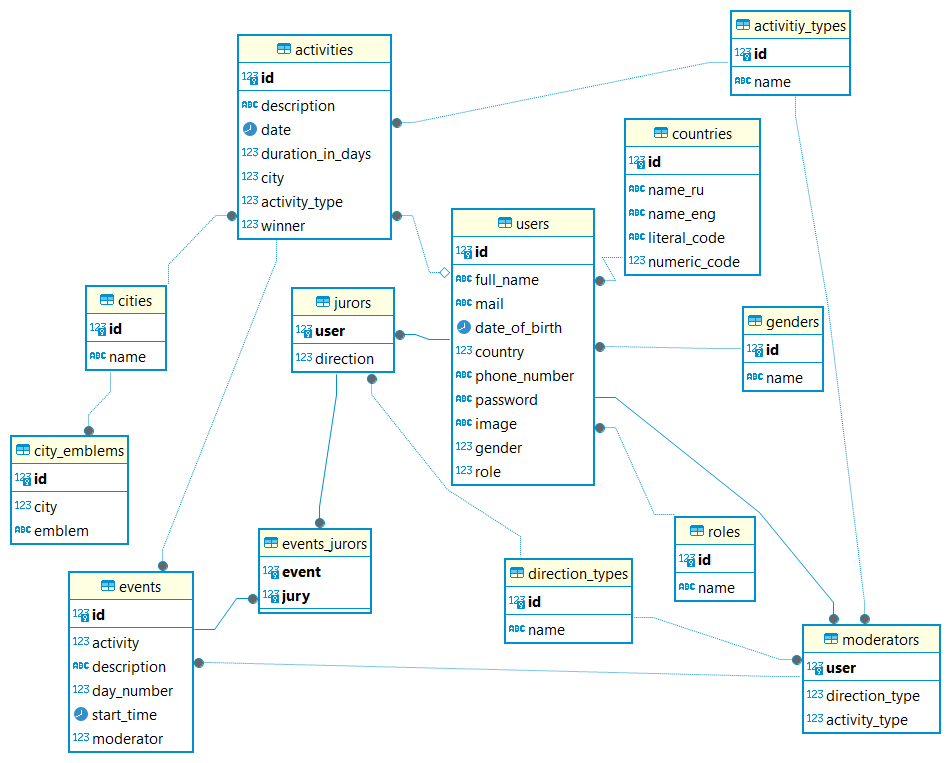 activities
123 id
ABC description
date
123 duration_in_days
123 city
123 activity_type
123 winner
activitiy_types
123 id
ABC name
countries
123 id
ABC name_ru
ABC name_eng
ABC literal_code
123 numeric_code
users
123 id
ABC full_name
ABC mail
date_of_birth
123 country
ABC phone_number
ABC password
ABC image
123 gender
123 role
cities
123 id
ABC name
jurors
123 user
123 direction
genders
123 id
ABC name
city_emblems
123 id
123 city
ABC emblem
events_jurors
123 event
123 jury
roles
123 id
ABC name
direction_types
123 id
ABC name
events
123 id
123 activity
ABC description
123 day_number
start_time
123 moderator
moderators
123 user
123 direction_type
123 activity_type